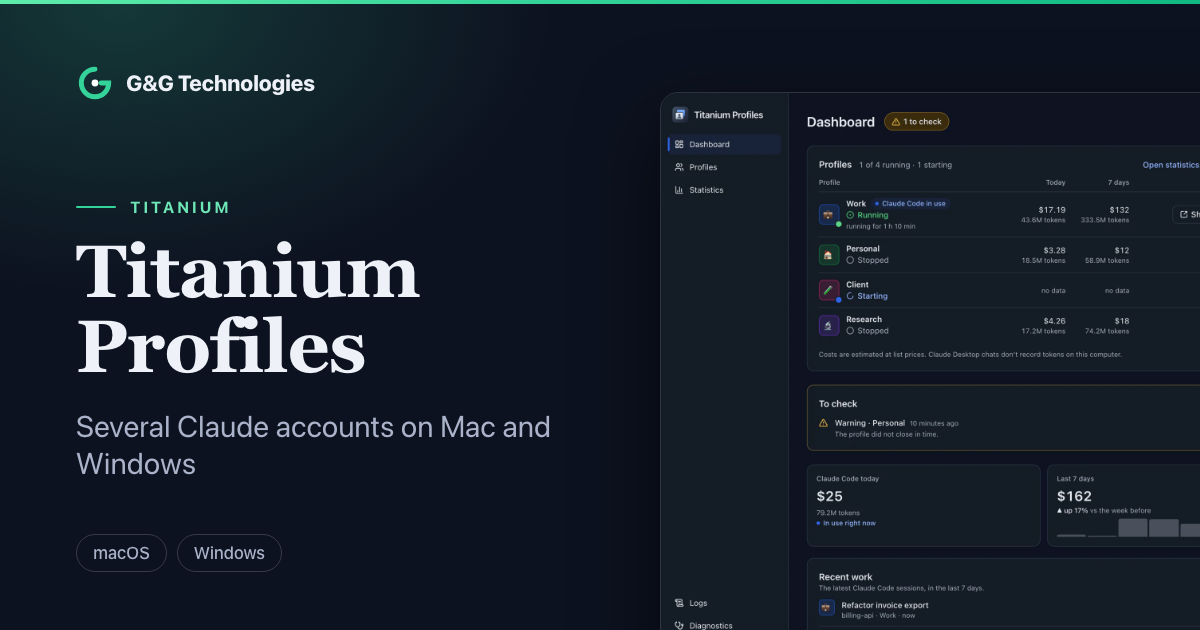 G&G Technologies
TITANIUM
Titanium
Profiles
Several Claude accounts on Mac and
Windows
macOS
Windows
Titanium Profiles
Dashboard
Profiles
Statistics
Logs
Diagnostics
Dashboard
1 to check
Profiles 1 of 4 running · 1 starting
Open statistics
Profile Today 7 days
Work Claude Code in use
Running
running for 1 h 10 min
$17.19 $132
43.6M tokens 333.5M tokens
Sh
Personal
Stopped
$3.28 $12
18.5M tokens 58.9M tokens
Client
Starting
no data no data
Research
Stopped
$4.26 $18
17.2M tokens 74.2M tokens
Costs are estimated at list prices. Claude Desktop chats don't record tokens on this computer.
To check
Warning · Personal 10 minutes ago
The profile did not close in time.
Claude Code today
$25
79.2M tokens
In use right now
Last 7 days
$162
▲ up 17% vs the week before
Recent work
The latest Claude Code sessions, in the last 7 days.
Refactor invoice export
billing-api · Work · now